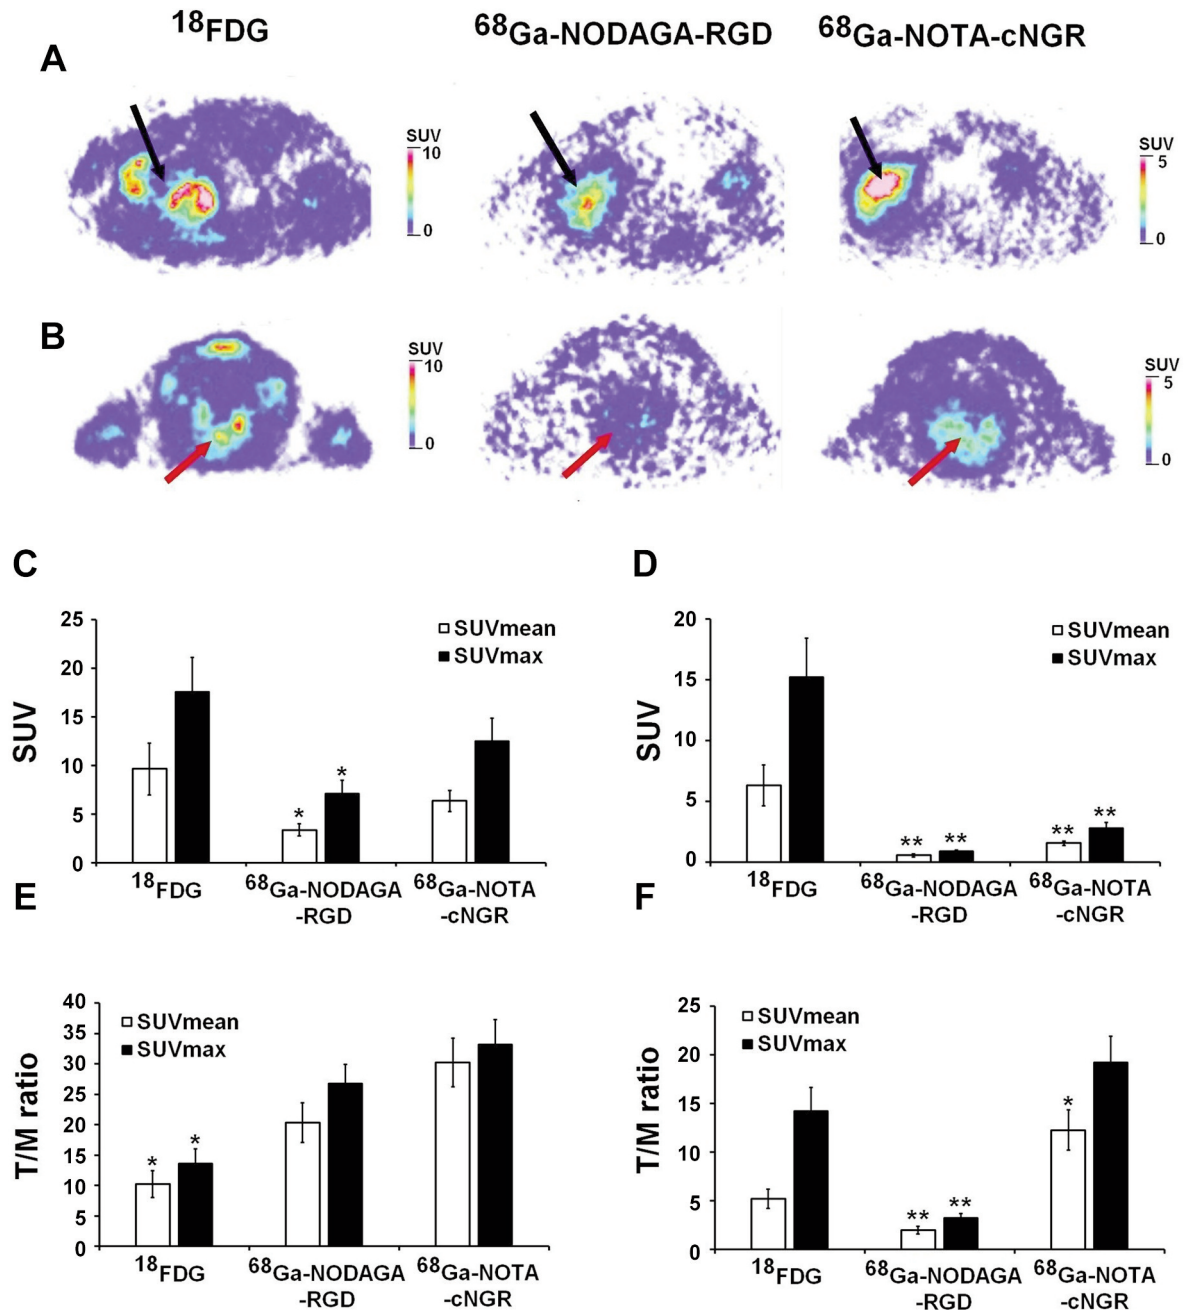 18FDG
68Ga-NODAGA-RGD
68Ga-NOTA-cNGR
A
SUV
10
0
SUV
5
0
B
SUV
10
0
SUV
5
0
C
SUV
25
20
15
10
5
0
SUVmean
SUVmax
*
*
18FDG
68Ga-NODAGA
-RGD
68Ga-NOTA
-cNGR
D
SUV
20
15
10
5
0
SUVmean
SUVmax
**
**
**
**
18FDG
68Ga-NODAGA
-RGD
68Ga-NOTA
-cNGR
E
T/M ratio
40
35
30
25
20
15
10
5
0
SUVmean
SUVmax
*
*
18FDG
68Ga-NODAGA
-RGD
68Ga-NOTA
-cNGR
F
T/M ratio
25
20
15
10
5
0
SUVmean
SUVmax
**
**
*
18FDG
68Ga-NODAGA
-RGD
68Ga-NOTA
-cNGR